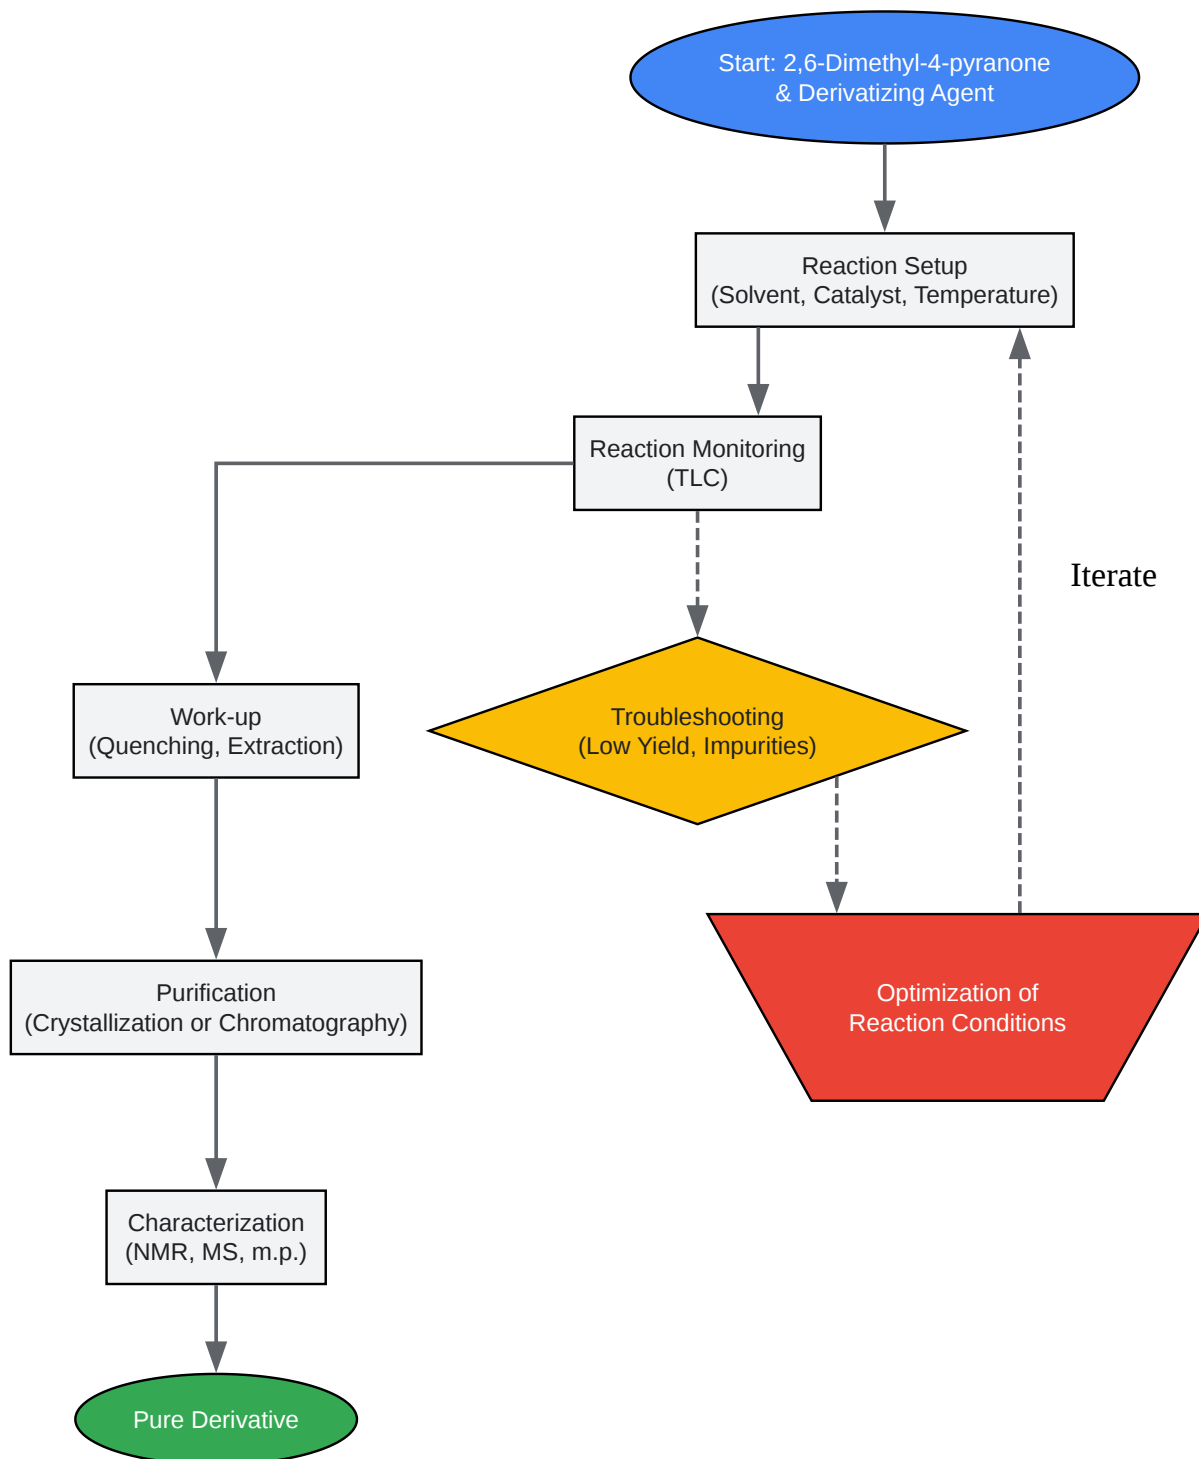 Start: 2,6-Dimethyl-4-pyranone
& Derivatizing Agent
Reaction Setup
(Solvent, Catalyst, Temperature)
Reaction Monitoring
(TLC)
Iterate
Work-up
(Quenching, Extraction)
Troubleshooting
(Low Yield, Impurities)
Purification
(Crystallization or Chromatography)
Optimization of
Reaction Conditions
Characterization
(NMR, MS, m.p.)
Pure Derivative